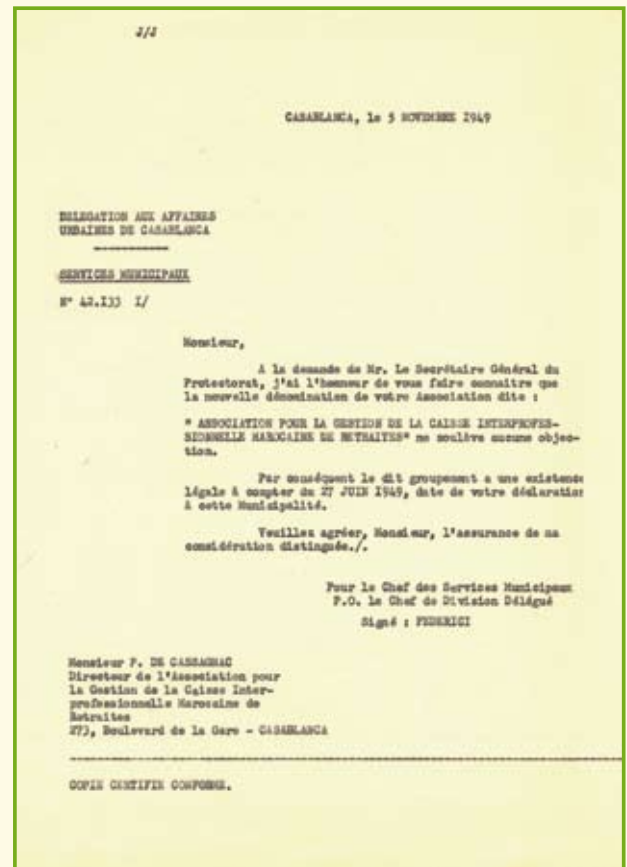 J/J
CASABLANCA, le 5 NOVEMBRE 1949
DELEGATION AUX AFFAIRES
URBAINES DE CASABLANCA
SERVICES MUNICIPAUX
N° 42.I33 I/
Monsieur,
A la demande de Mr. Le Secrétaire Général du
Protectorat, j'ai l'honneur de vous faire connaitre que
la nouvelle dénomination de votre Association dite :
" ASSOCIATION POUR LA GESTION DE LA CAISSE INTERPROFES-
SIONNELLE MAROCAINE DE RETRAITES" ne soulève aucune objec-
tion.
Par conséquent le dit groupement a une existence
légale à compter du 27 JUIN 1949, date de votre déclaration
à cette Municipalité.
Veuillez agréer, Monsieur, l'assurance de ma
considération distinguée./.
Pour le Chef des Services Municipaux
P.O. le Chef de Division Délégué
Signé : FEDERICI
Monsieur P. DE CASSAGNAC
Directeur de l'Association pour
la Gestion de la Caisse Inter-
professionnelle Marocaine de
Retraites
273, Boulevard de la Gare - CASABLANCA
COPIE CERTIFIE CONFORME.